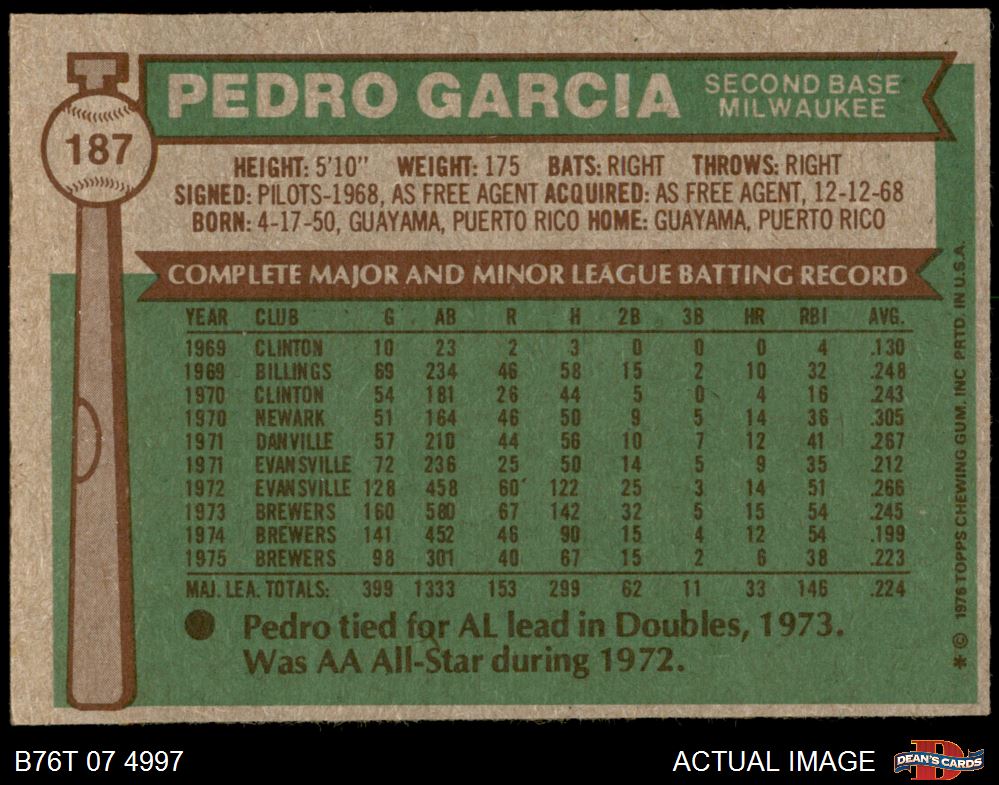 PEDRO GARCIA SECOND BASE MILWAUKEE
187
HEIGHT: 5'10" WEIGHT: 175 BATS: RIGHT THROWS: RIGHT
SIGNED: PILOTS-1968, AS FREE AGENT ACQUIRED: AS FREE AGENT, 12-12-68
BORN: 4-17-50, GUAYAMA, PUERTO RICO HOME: GUAYAMA, PUERTO RICO
COMPLETE MAJOR AND MINOR LEAGUE BATTING RECORD
YEAR CLUB G AB R H 2B 3B HR RBI AVG.
1969 CLINTON 10 23 2 3 0 0 0 4 .130
1969 BILLINGS 69 234 46 58 15 2 10 32 .248
1970 CLINTON 54 181 26 44 5 0 4 16 .243
1970 NEWARK 51 164 46 50 9 5 14 36 .305
1971 DANVILLE 57 210 44 56 10 7 12 41 .267
1971 EVANSVILLE 72 236 25 50 14 5 9 35 .212
1972 EVANSVILLE 128 458 60 122 25 3 14 51 .266
1973 BREWERS 160 580 67 142 32 5 15 54 .245
1974 BREWERS 141 452 46 90 15 4 12 54 .199
1975 BREWERS 98 301 40 67 15 2 6 38 .223
MAJ. LEA. TOTALS: 399 1333 153 299 62 11 33 146 .224
Pedro tied for AL lead in Doubles, 1973.
Was AA All-Star during 1972.
* © 1976 TOPPS CHEWING GUM, INC PRTD. IN U.S.A.
B76T 07 4997
ACTUAL IMAGE
D
DEAN'S CARDS